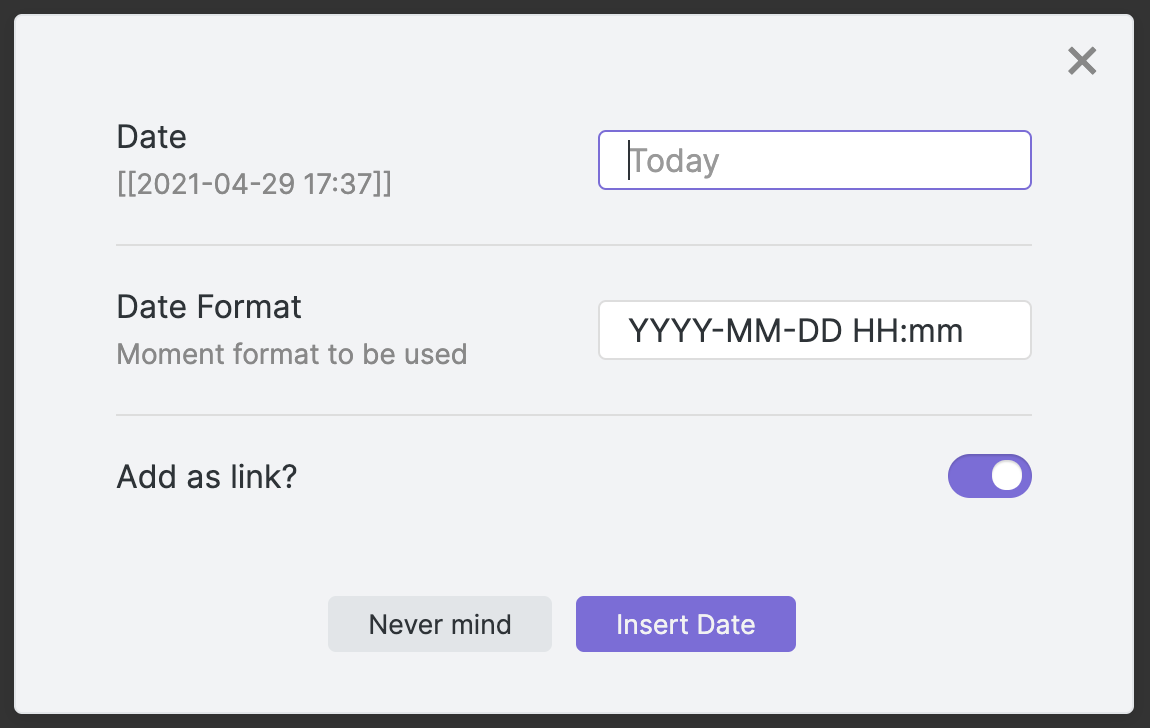 Date
[[2021-04-29 17:37]]
Today
Date Format
Moment format to be used
YYYY-MM-DD HH:mm
Add as link?
Never mind
Insert Date